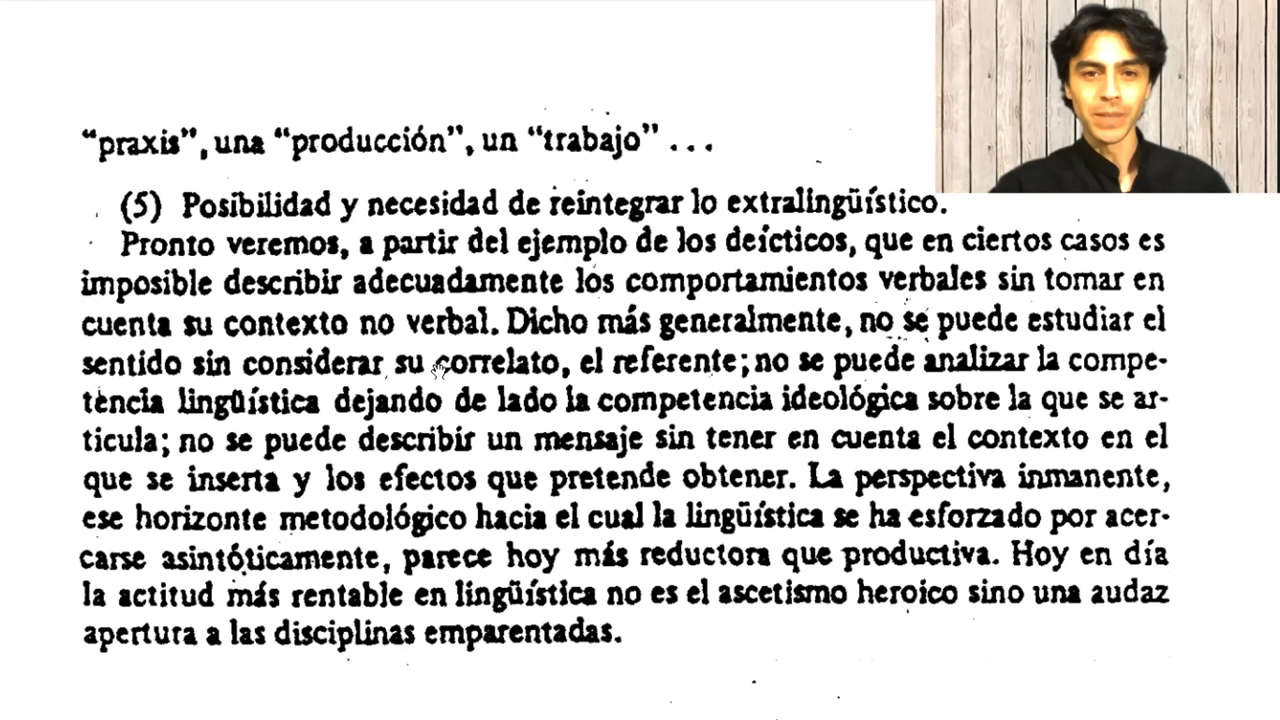 “praxis”, una “producción”, un “trabajo” ...
(5) Posibilidad y necesidad de reintegrar lo extralingüístico.
Pronto veremos, a partir del ejemplo de los deícticos, que en ciertos casos es
imposible describir adecuadamente los comportamientos verbales sin tomar en
cuenta su contexto no verbal. Dicho más generalmente, no se puede estudiar el
sentido sin considerar su correlato, el referente; no se puede analizar la compe-
tencia lingüística dejando de lado la competencia ideológica sobre la que se ar-
ticula; no se puede describir un mensaje sin tener en cuenta el contexto en el
que se inserta y los efectos que pretende obtener. La perspectiva inmanente,
ese horizonte metodológico hacia el cual la lingüística se ha esforzado por acer-
carse asintóticamente, parece hoy más reductora que productiva. Hoy en día
la actitud más rentable en lingüística no es el ascetismo heroico sino una audaz
apertura a las disciplinas emparentadas.